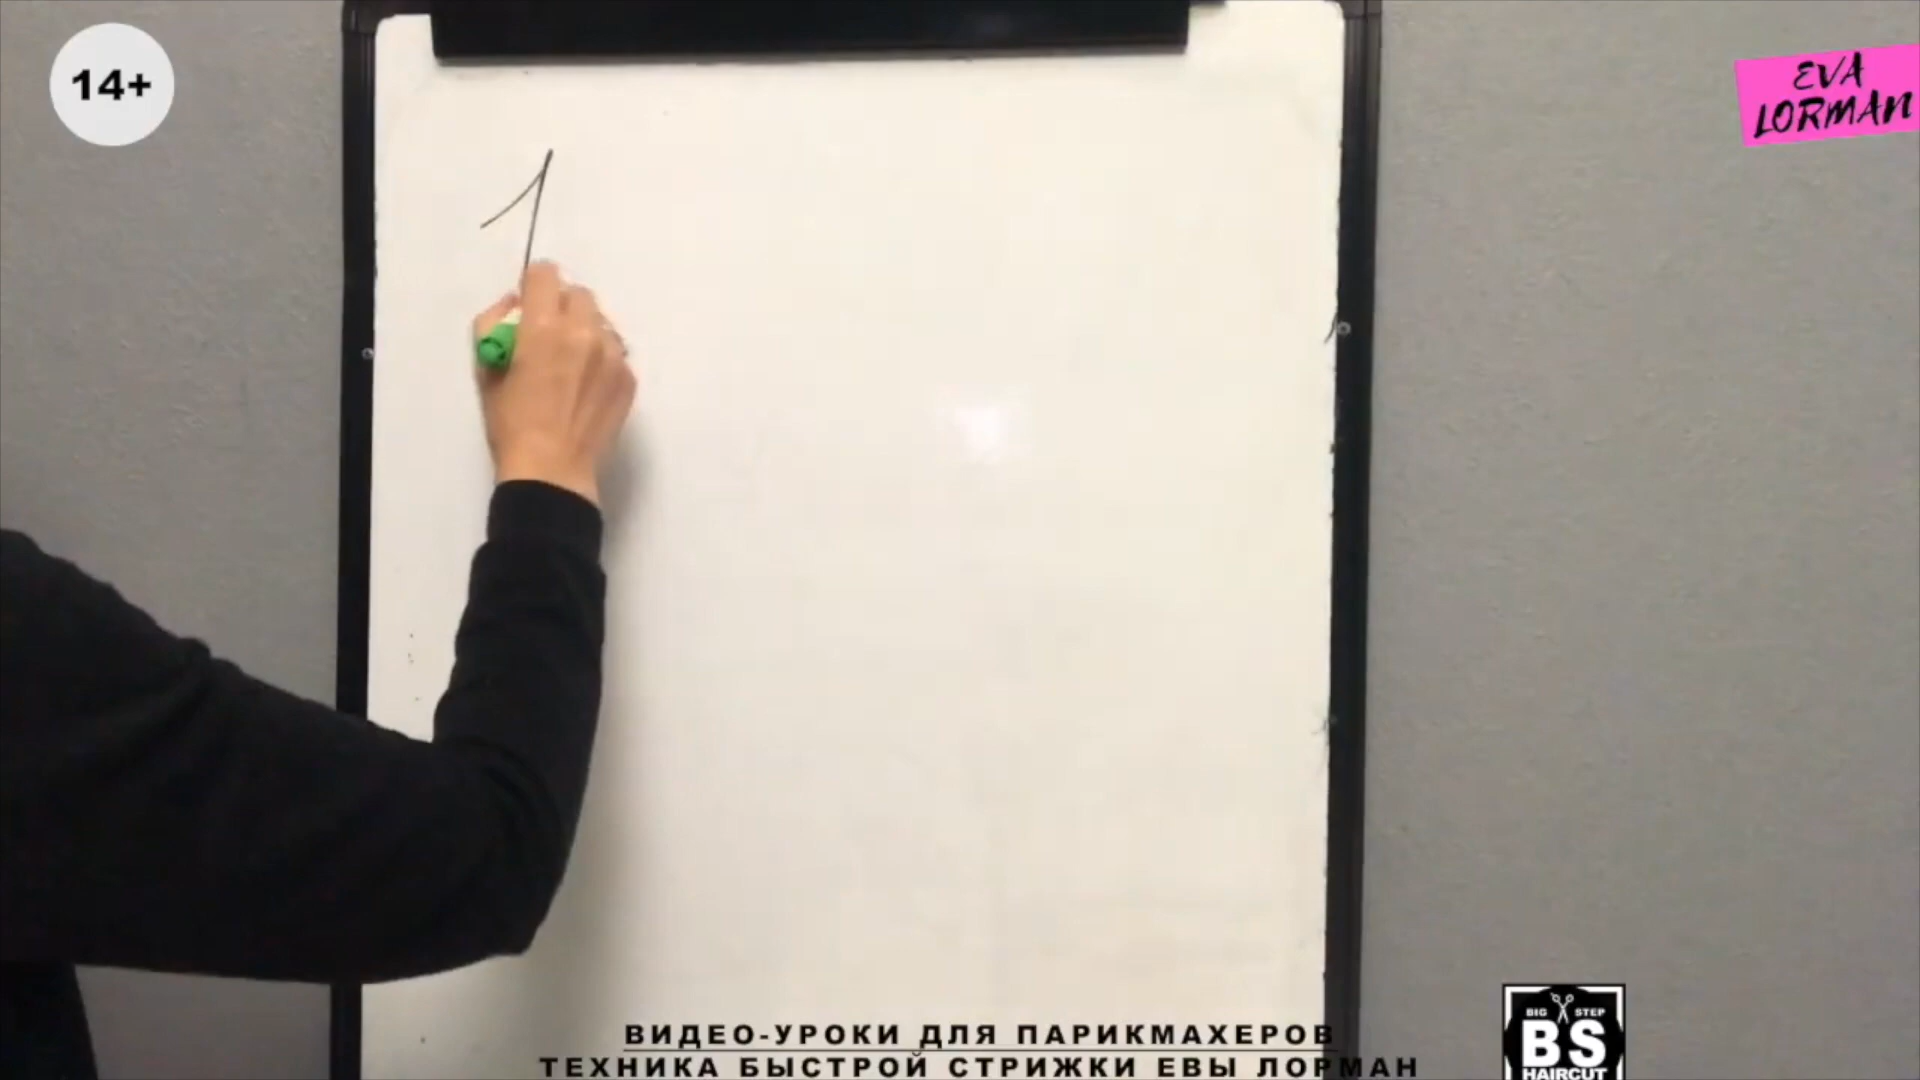 14+
EVA
LORMAN
1
ВИДЕО-УРОКИ ДЛЯ ПАРИКМАХЕРОВ
ТЕХНИКА БЫСТРОЙ СТРИЖКИ ЕВЫ ЛОРМАН
BIG STEP
BS
HAIRCUT